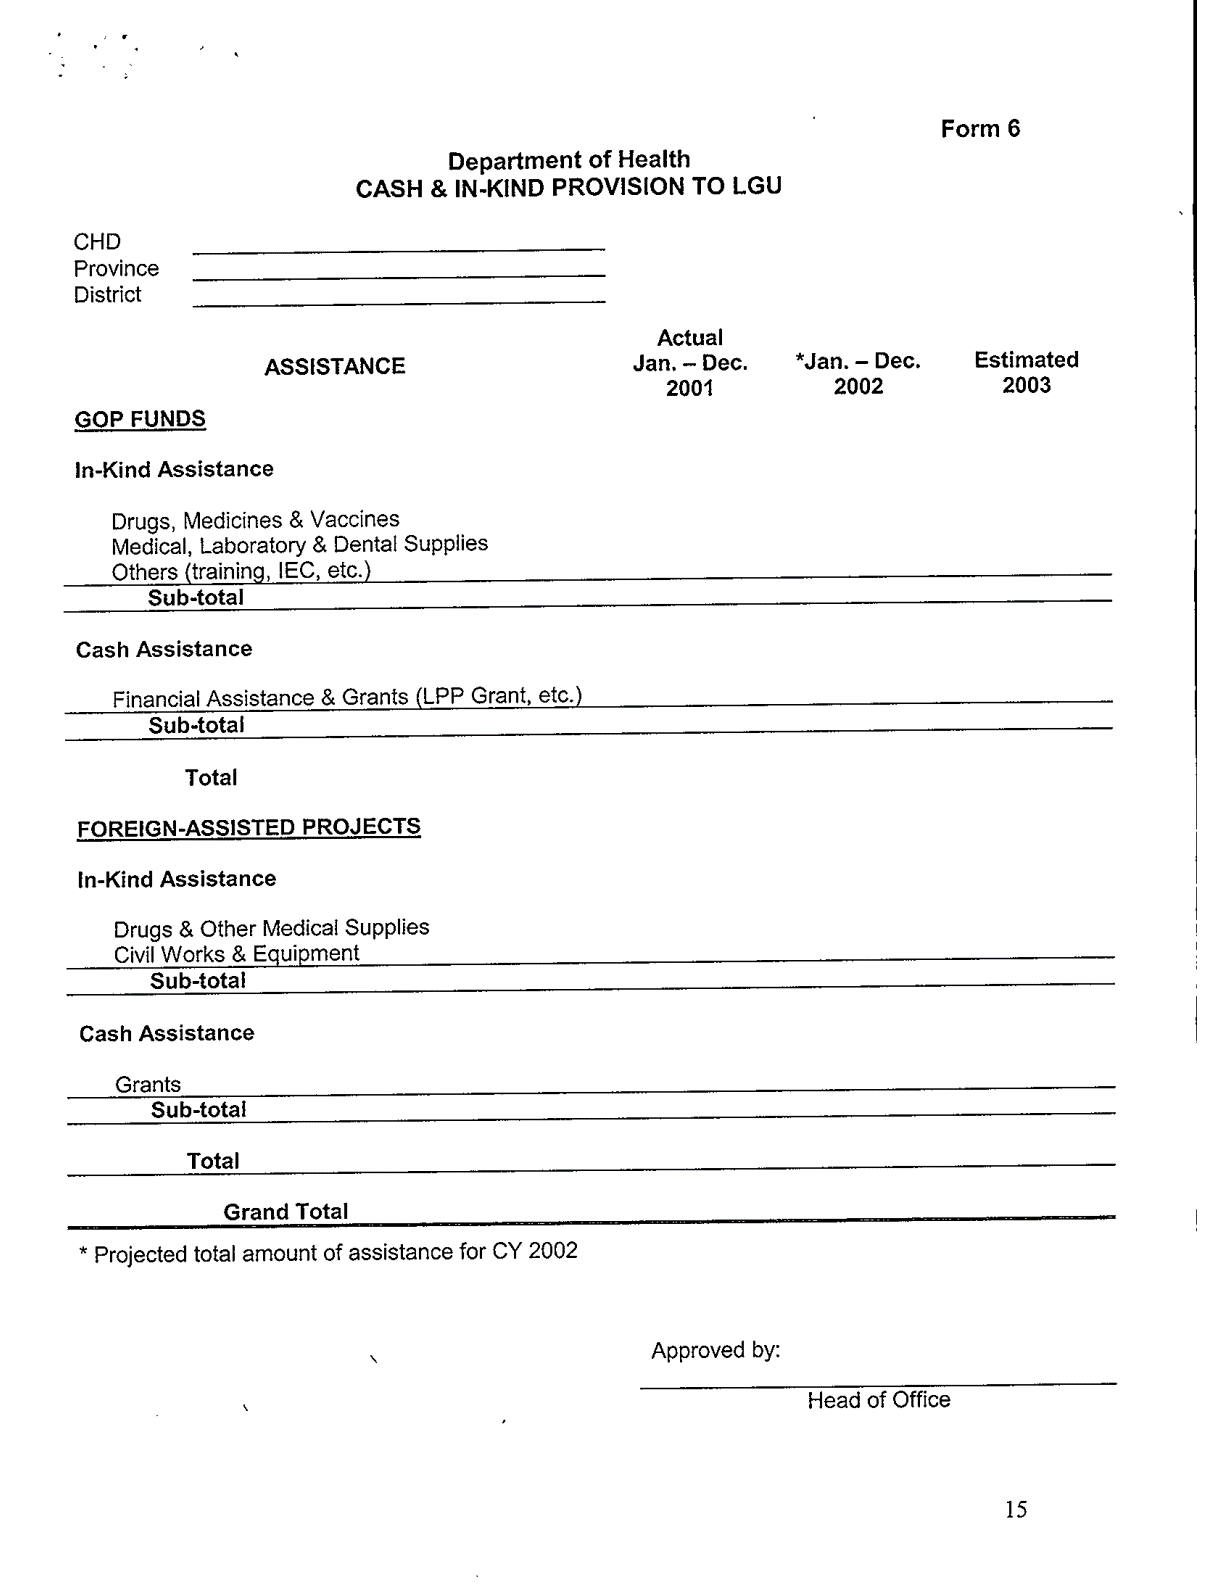 Form 6
Department of Health
CASH & IN-KIND PROVISION TO LGU
CHD
Province
District
ASSISTANCE
Actual
Jan. – Dec.
2001
*Jan. – Dec.
2002
Estimated
2003
GOP FUNDS
In-Kind Assistance
Drugs, Medicines & Vaccines
Medical, Laboratory & Dental Supplies
Others (training, IEC, etc.)
Sub-total
Cash Assistance
Financial Assistance & Grants (LPP Grant, etc.)
Sub-total
Total
FOREIGN-ASSISTED PROJECTS
In-Kind Assistance
Drugs & Other Medical Supplies
Civil Works & Equipment
Sub-total
Cash Assistance
Grants
Sub-total
Total
Grand Total
* Projected total amount of assistance for CY 2002
Approved by:
Head of Office
15